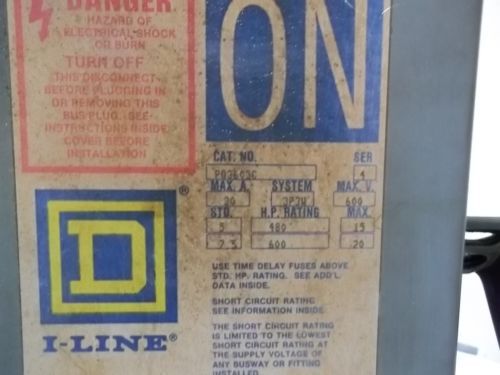 DANGER
HAZARD OF
ELECTRICAL SHOCK
OR BURN
TURN OFF
THIS DISCONNECT
BEFORE PLUGGING IN
OR REMOVING THIS
BUS PLUG. SEE
INSTRUCTIONS INSIDE
COVER BEFORE
INSTALLATION
ON
CAT. NO. SER
4
MAX. A. SYSTEM MAX. V.
30 3P3W 600
STD. H.P. RATING MAX.
5 480 15
7.5 600 20
USE TIME DELAY FUSES ABOVE
STD. HP. RATING. SEE ADD'L
DATA INSIDE.
SHORT CIRCUIT RATING
SEE INFORMATION INSIDE.
THE SHORT CIRCUIT RATING
IS LIMITED TO THE LOWEST
SHORT CIRCUIT RATING AT
THE SUPPLY VOLTAGE OF
ANY BUSWAY OR FITTING
INSTALLED
D ®
I-LINE®